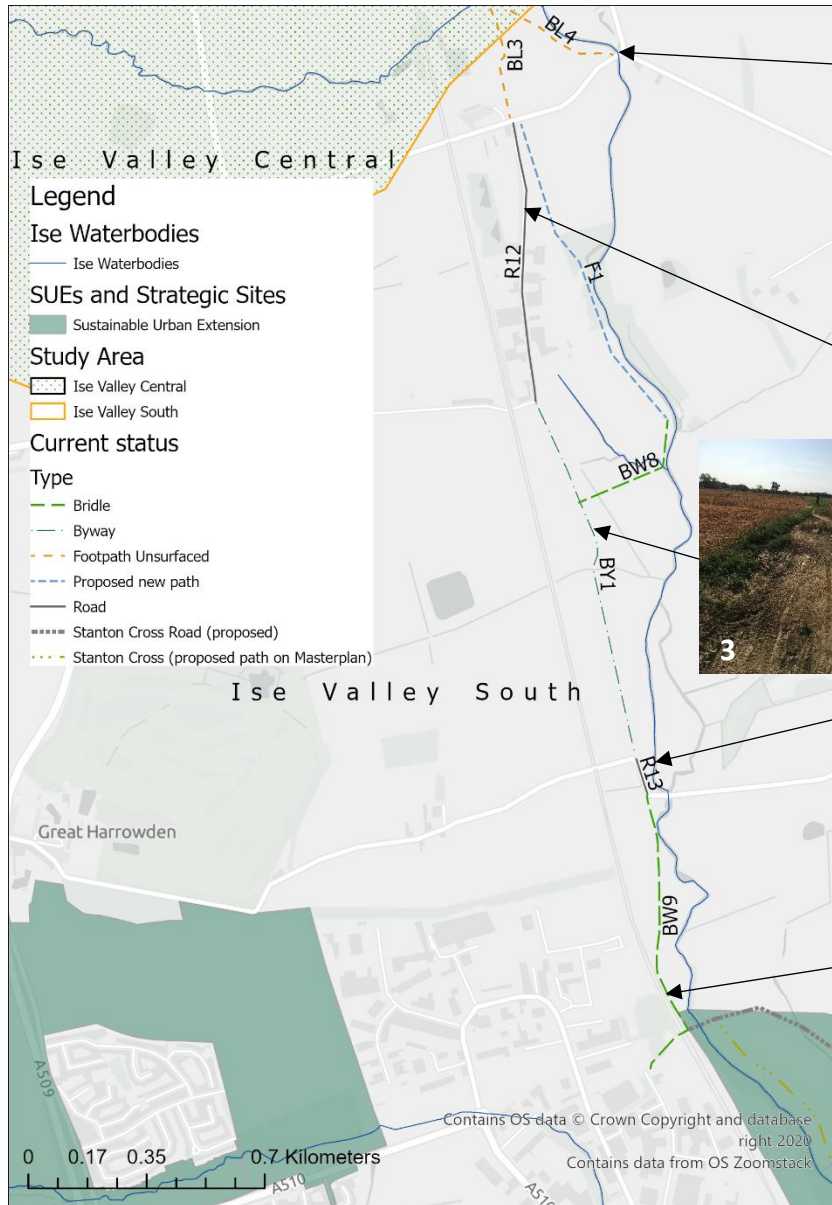 BL3
BL4
Ise Valley Central
Legend
Ise Waterbodies
Ise Waterbodies
SUEs and Strategic Sites
Sustainable Urban Extension
Study Area
Ise Valley Central
Ise Valley South
Current status
Type
Bridle
Byway
Footpath Unsurfaced
Proposed new path
Road
Stanton Cross Road (proposed)
Stanton Cross (proposed path on Masterplan)
R12
F1
BW8
BY1
3
Ise Valley South
R13
Great Harrowden
BW9
A509
Contains OS data © Crown Copyright and database
right 2020
Contains data from OS Zoomstack
0 0.17 0.35 0.7 Kilometers
A510
A510